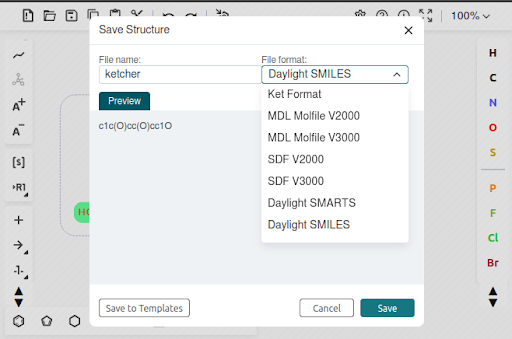 100%
Save Structure
File name:
File format:
ketcher
Daylight SMILES
Preview
c1c(O)cc(O)cc1O
Ket Format
MDL Molfile V2000
MDL Molfile V3000
SDF V2000
SDF V3000
Daylight SMARTS
Daylight SMILES
Save to Templates
Cancel
Save
A+
A-
[s]
R1
-1-
HO
H
C
N
O
S
P
F
Cl
Br